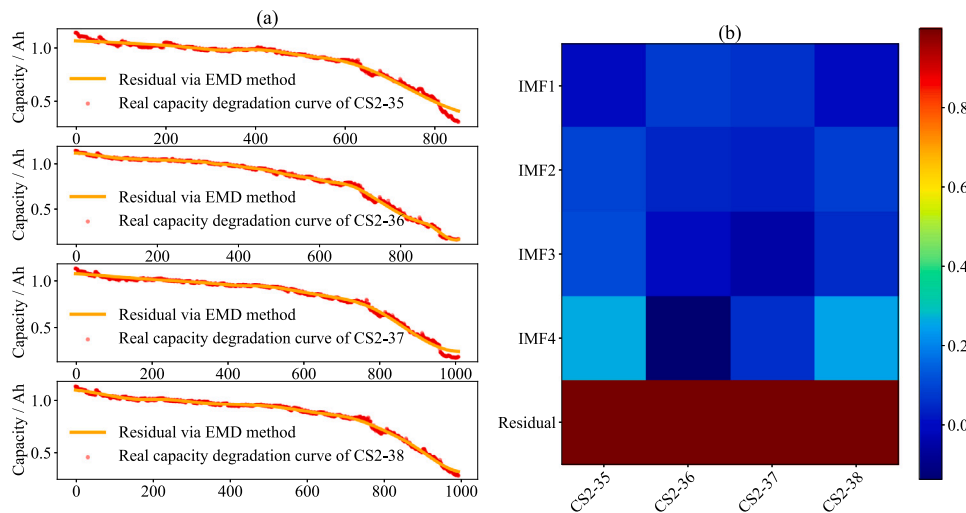 (a)
Capacity / Ah
1.0
0.5
Residual via EMD method
Real capacity degradation curve of CS2-35
0
200
400
600
800
Capacity / Ah
1.0
0.5
Residual via EMD method
Real capacity degradation curve of CS2-36
0
200
400
600
800
Capacity / Ah
1.0
0.5
Residual via EMD method
Real capacity degradation curve of CS2-37
0
200
400
600
800
1000
Capacity / Ah
1.0
0.5
Residual via EMD method
Real capacity degradation curve of CS2-38
0
200
400
600
800
1000
(b)
IMF1
IMF2
IMF3
IMF4
Residual
CS2-35
CS2-36
CS2-37
CS2-38
0.8
0.6
0.4
0.2
0.0